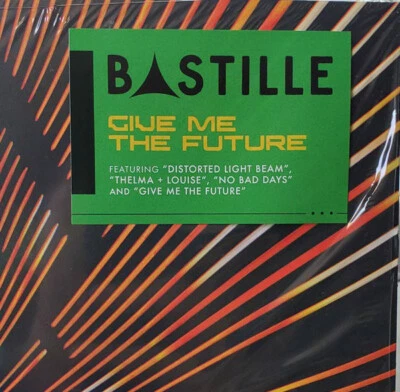 BASTILLE
GIVE ME
THE FUTURE
FEATURING "DISTORTED LIGHT BEAM",
"THELMA + LOUISE", "NO BAD DAYS"
AND "GIVE ME THE FUTURE"